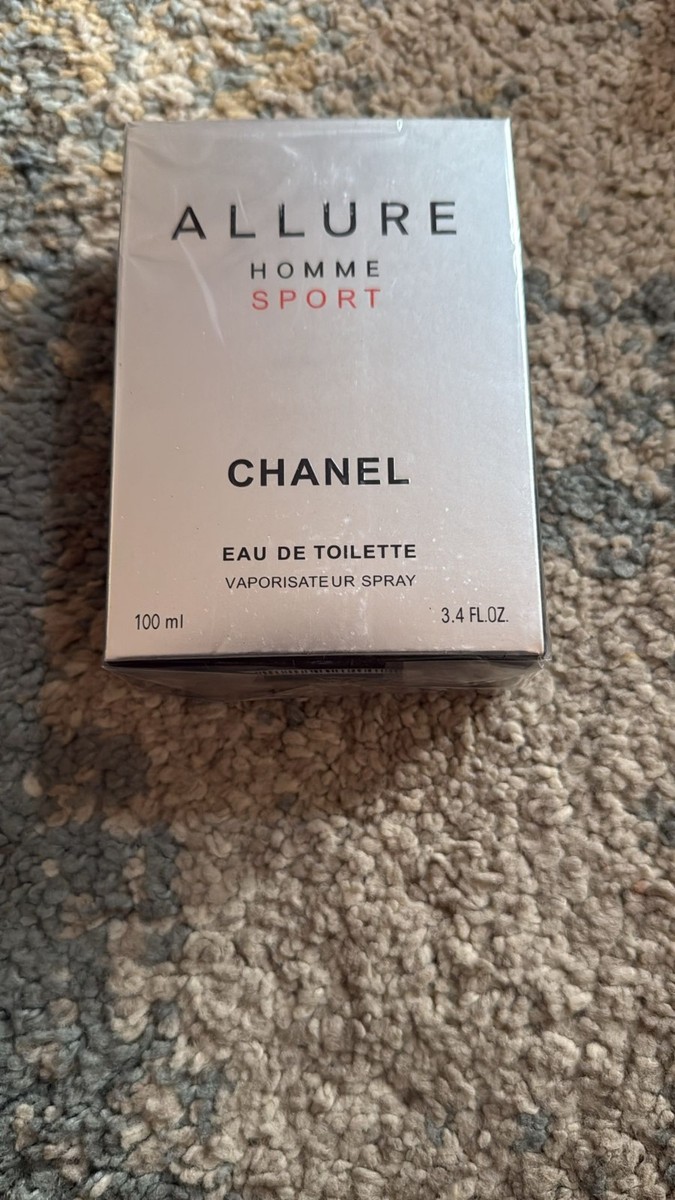 ALLURE
HOMME
SPORT
CHANEL
EAU DE TOILETTE
VAPORISATEUR SPRAY
100 ml 3.4 FL.OZ.